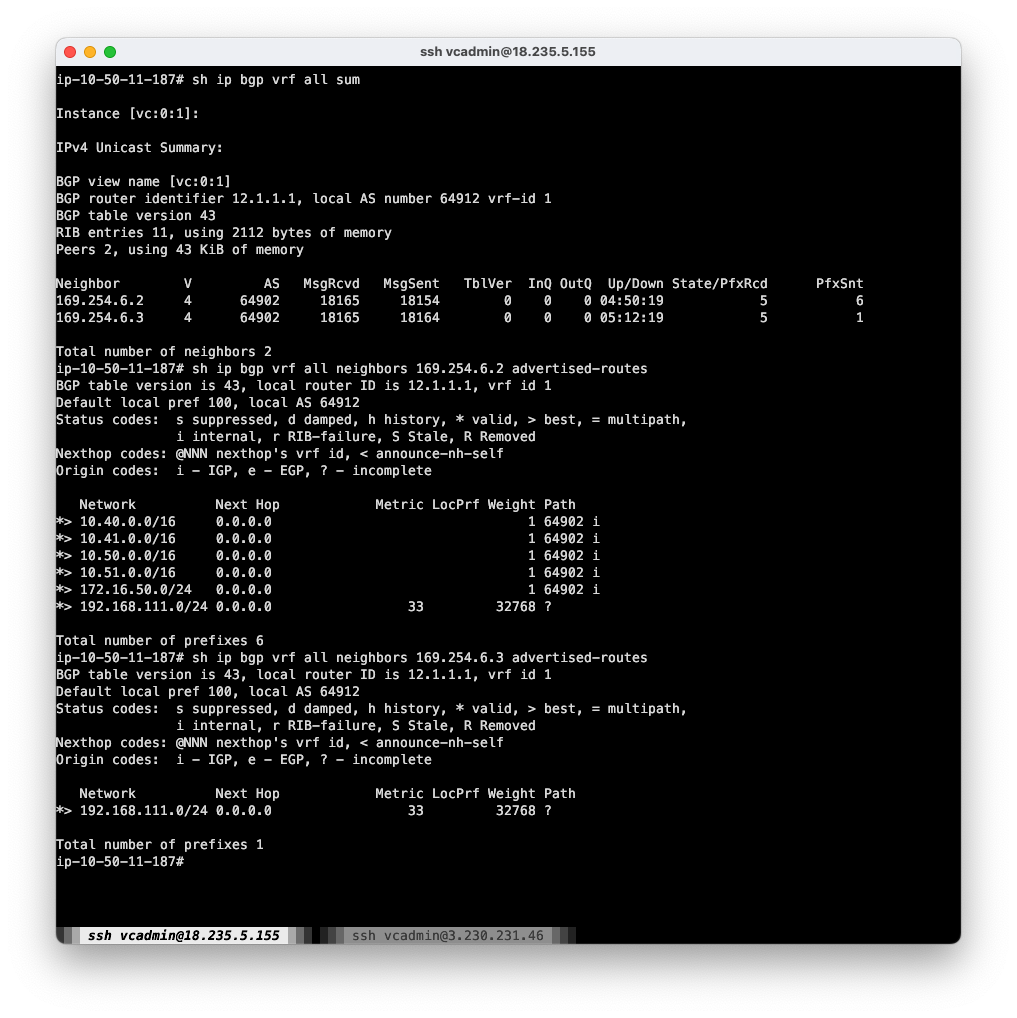 ssh vcadmin@18.235.5.155
ip-10-50-11-187# sh ip bgp vrf all sum
Instance [vc:0:1]:
IPv4 Unicast Summary:
BGP view name [vc:0:1]
BGP router identifier 12.1.1.1, local AS number 64912 vrf-id 1
BGP table version 43
RIB entries 11, using 2112 bytes of memory
Peers 2, using 43 KiB of memory
Neighbor        V         AS   MsgRcvd   MsgSent   TblVer  InQ OutQ  Up/Down State/PfxRcd      PfxSnt
169.254.6.2     4      64902     18165     18154        0    0    0 04:50:19            5           6
169.254.6.3     4      64902     18165     18164        0    0    0 05:12:19            5           1
Total number of neighbors 2
ip-10-50-11-187# sh ip bgp vrf all neighbors 169.254.6.2 advertised-routes
BGP table version is 43, local router ID is 12.1.1.1, vrf id 1
Default local pref 100, local AS 64912
Status codes:  s suppressed, d damped, h history, * valid, > best, = multipath,
               i internal, r RIB-failure, S Stale, R Removed
Nexthop codes: @NNN nexthop's vrf id, < announce-nh-self
Origin codes:  i - IGP, e - EGP, ? - incomplete
   Network          Next Hop            Metric LocPrf Weight Path
*> 10.40.0.0/16     0.0.0.0                                1 64902 i
*> 10.41.0.0/16     0.0.0.0                                1 64902 i
*> 10.50.0.0/16     0.0.0.0                                1 64902 i
*> 10.51.0.0/16     0.0.0.0                                1 64902 i
*> 172.16.50.0/24   0.0.0.0                                1 64902 i
*> 192.168.111.0/24 0.0.0.0                 33         32768 ?
Total number of prefixes 6
ip-10-50-11-187# sh ip bgp vrf all neighbors 169.254.6.3 advertised-routes
BGP table version is 43, local router ID is 12.1.1.1, vrf id 1
Default local pref 100, local AS 64912
Status codes:  s suppressed, d damped, h history, * valid, > best, = multipath,
               i internal, r RIB-failure, S Stale, R Removed
Nexthop codes: @NNN nexthop's vrf id, < announce-nh-self
Origin codes:  i - IGP, e - EGP, ? - incomplete
   Network          Next Hop            Metric LocPrf Weight Path
*> 192.168.111.0/24 0.0.0.0                 33         32768 ?
Total number of prefixes 1
ip-10-50-11-187#
ssh vcadmin@18.235.5.155 ssh vcadmin@3.230.231.46